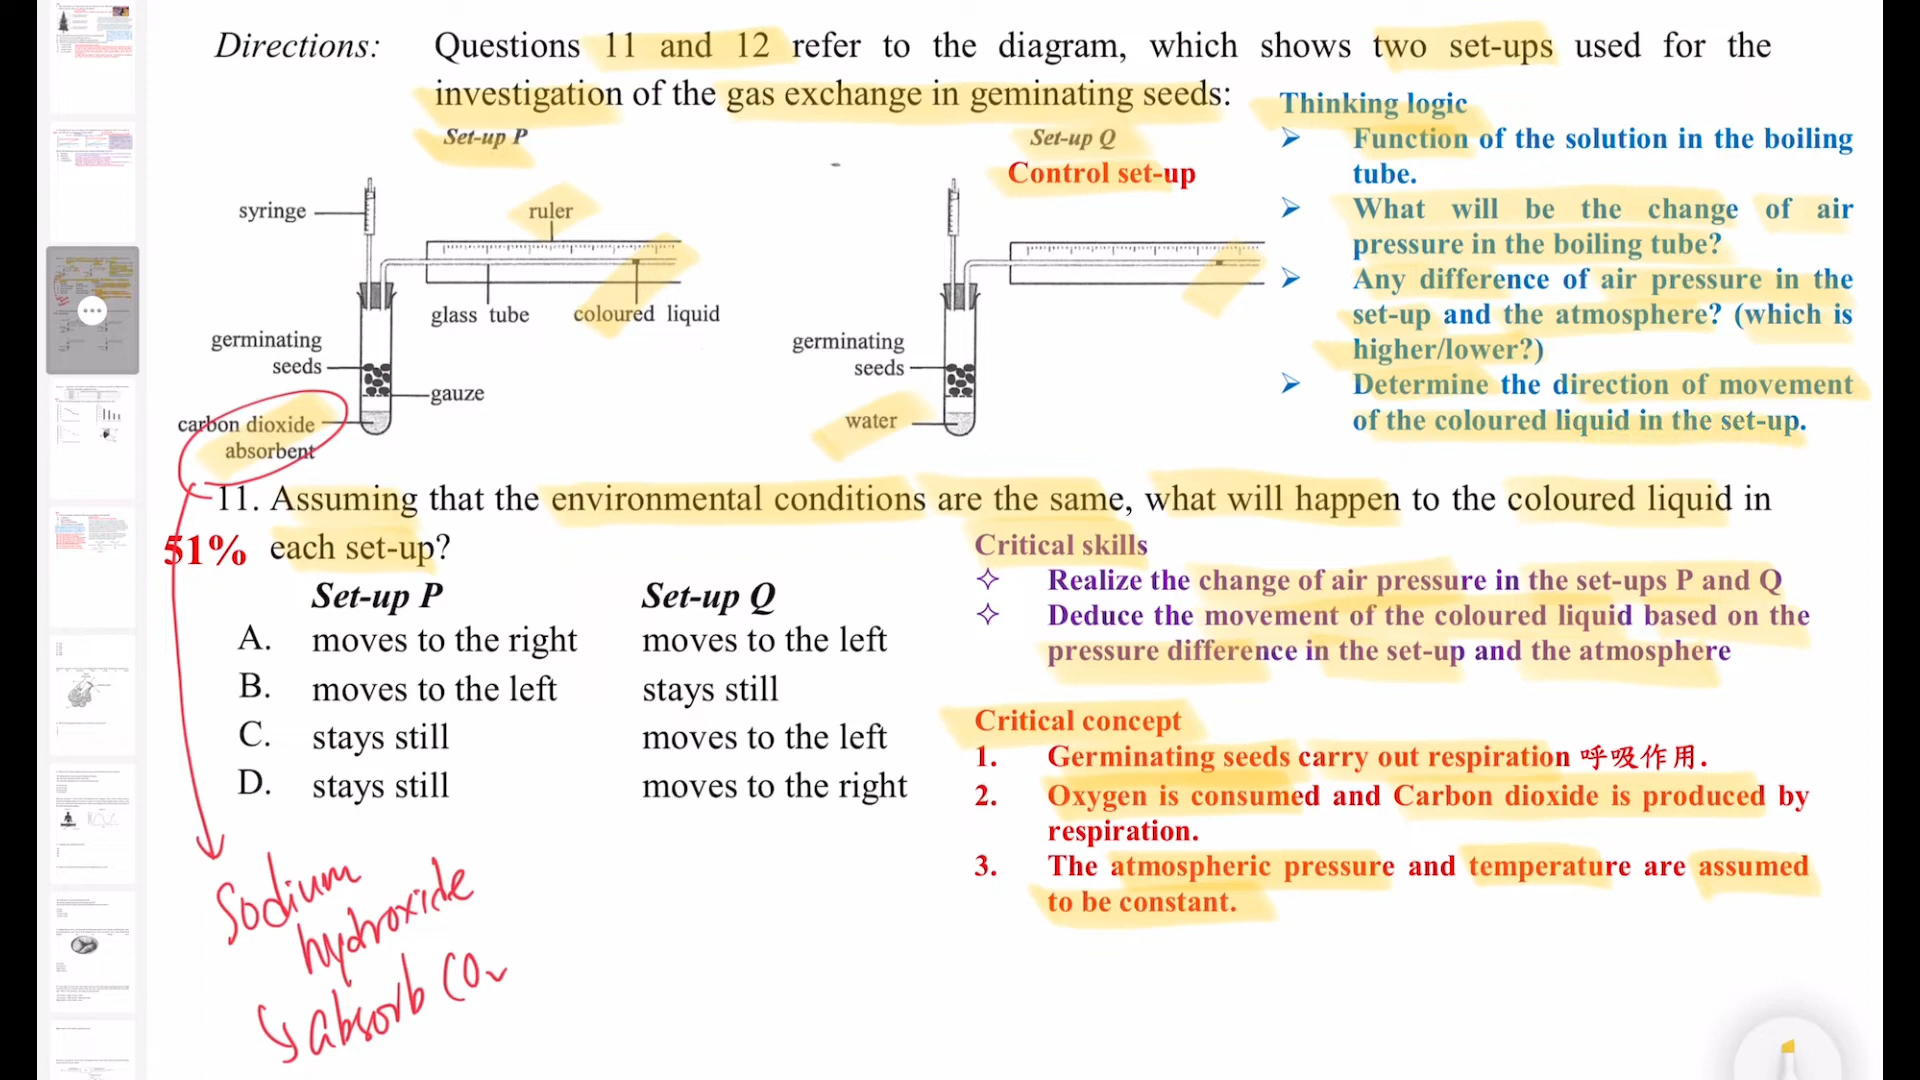 Directions: Questions 11 and 12 refer to the diagram, which shows two set-ups used for the
investigation of the gas exchange in geminating seeds:
Set-up P
Set-up Q
Control set-up
syringe
ruler
glass tube
coloured liquid
germinating
seeds
gauze
carbon dioxide
absorbent
germinating
seeds
water
Thinking logic
➢ Function of the solution in the boiling
tube.
➢ What will be the change of air
pressure in the boiling tube?
➢ Any difference of air pressure in the
set-up and the atmosphere? (which is
higher/lower?)
➢ Determine the direction of movement
of the coloured liquid in the set-up.
11. Assuming that the environmental conditions are the same, what will happen to the coloured liquid in
51% each set-up?
Set-up P Set-up Q
A. moves to the right moves to the left
B. moves to the left stays still
C. stays still moves to the left
D. stays still moves to the right
Sodium
hydroxide
↳ absorb CO₂
Critical skills
✧ Realize the change of air pressure in the set-ups P and Q
✧ Deduce the movement of the coloured liquid based on the
pressure difference in the set-up and the atmosphere
Critical concept
1. Germinating seeds carry out respiration 呼吸作用.
2. Oxygen is consumed and Carbon dioxide is produced by
respiration.
3. The atmospheric pressure and temperature are assumed
to be constant.